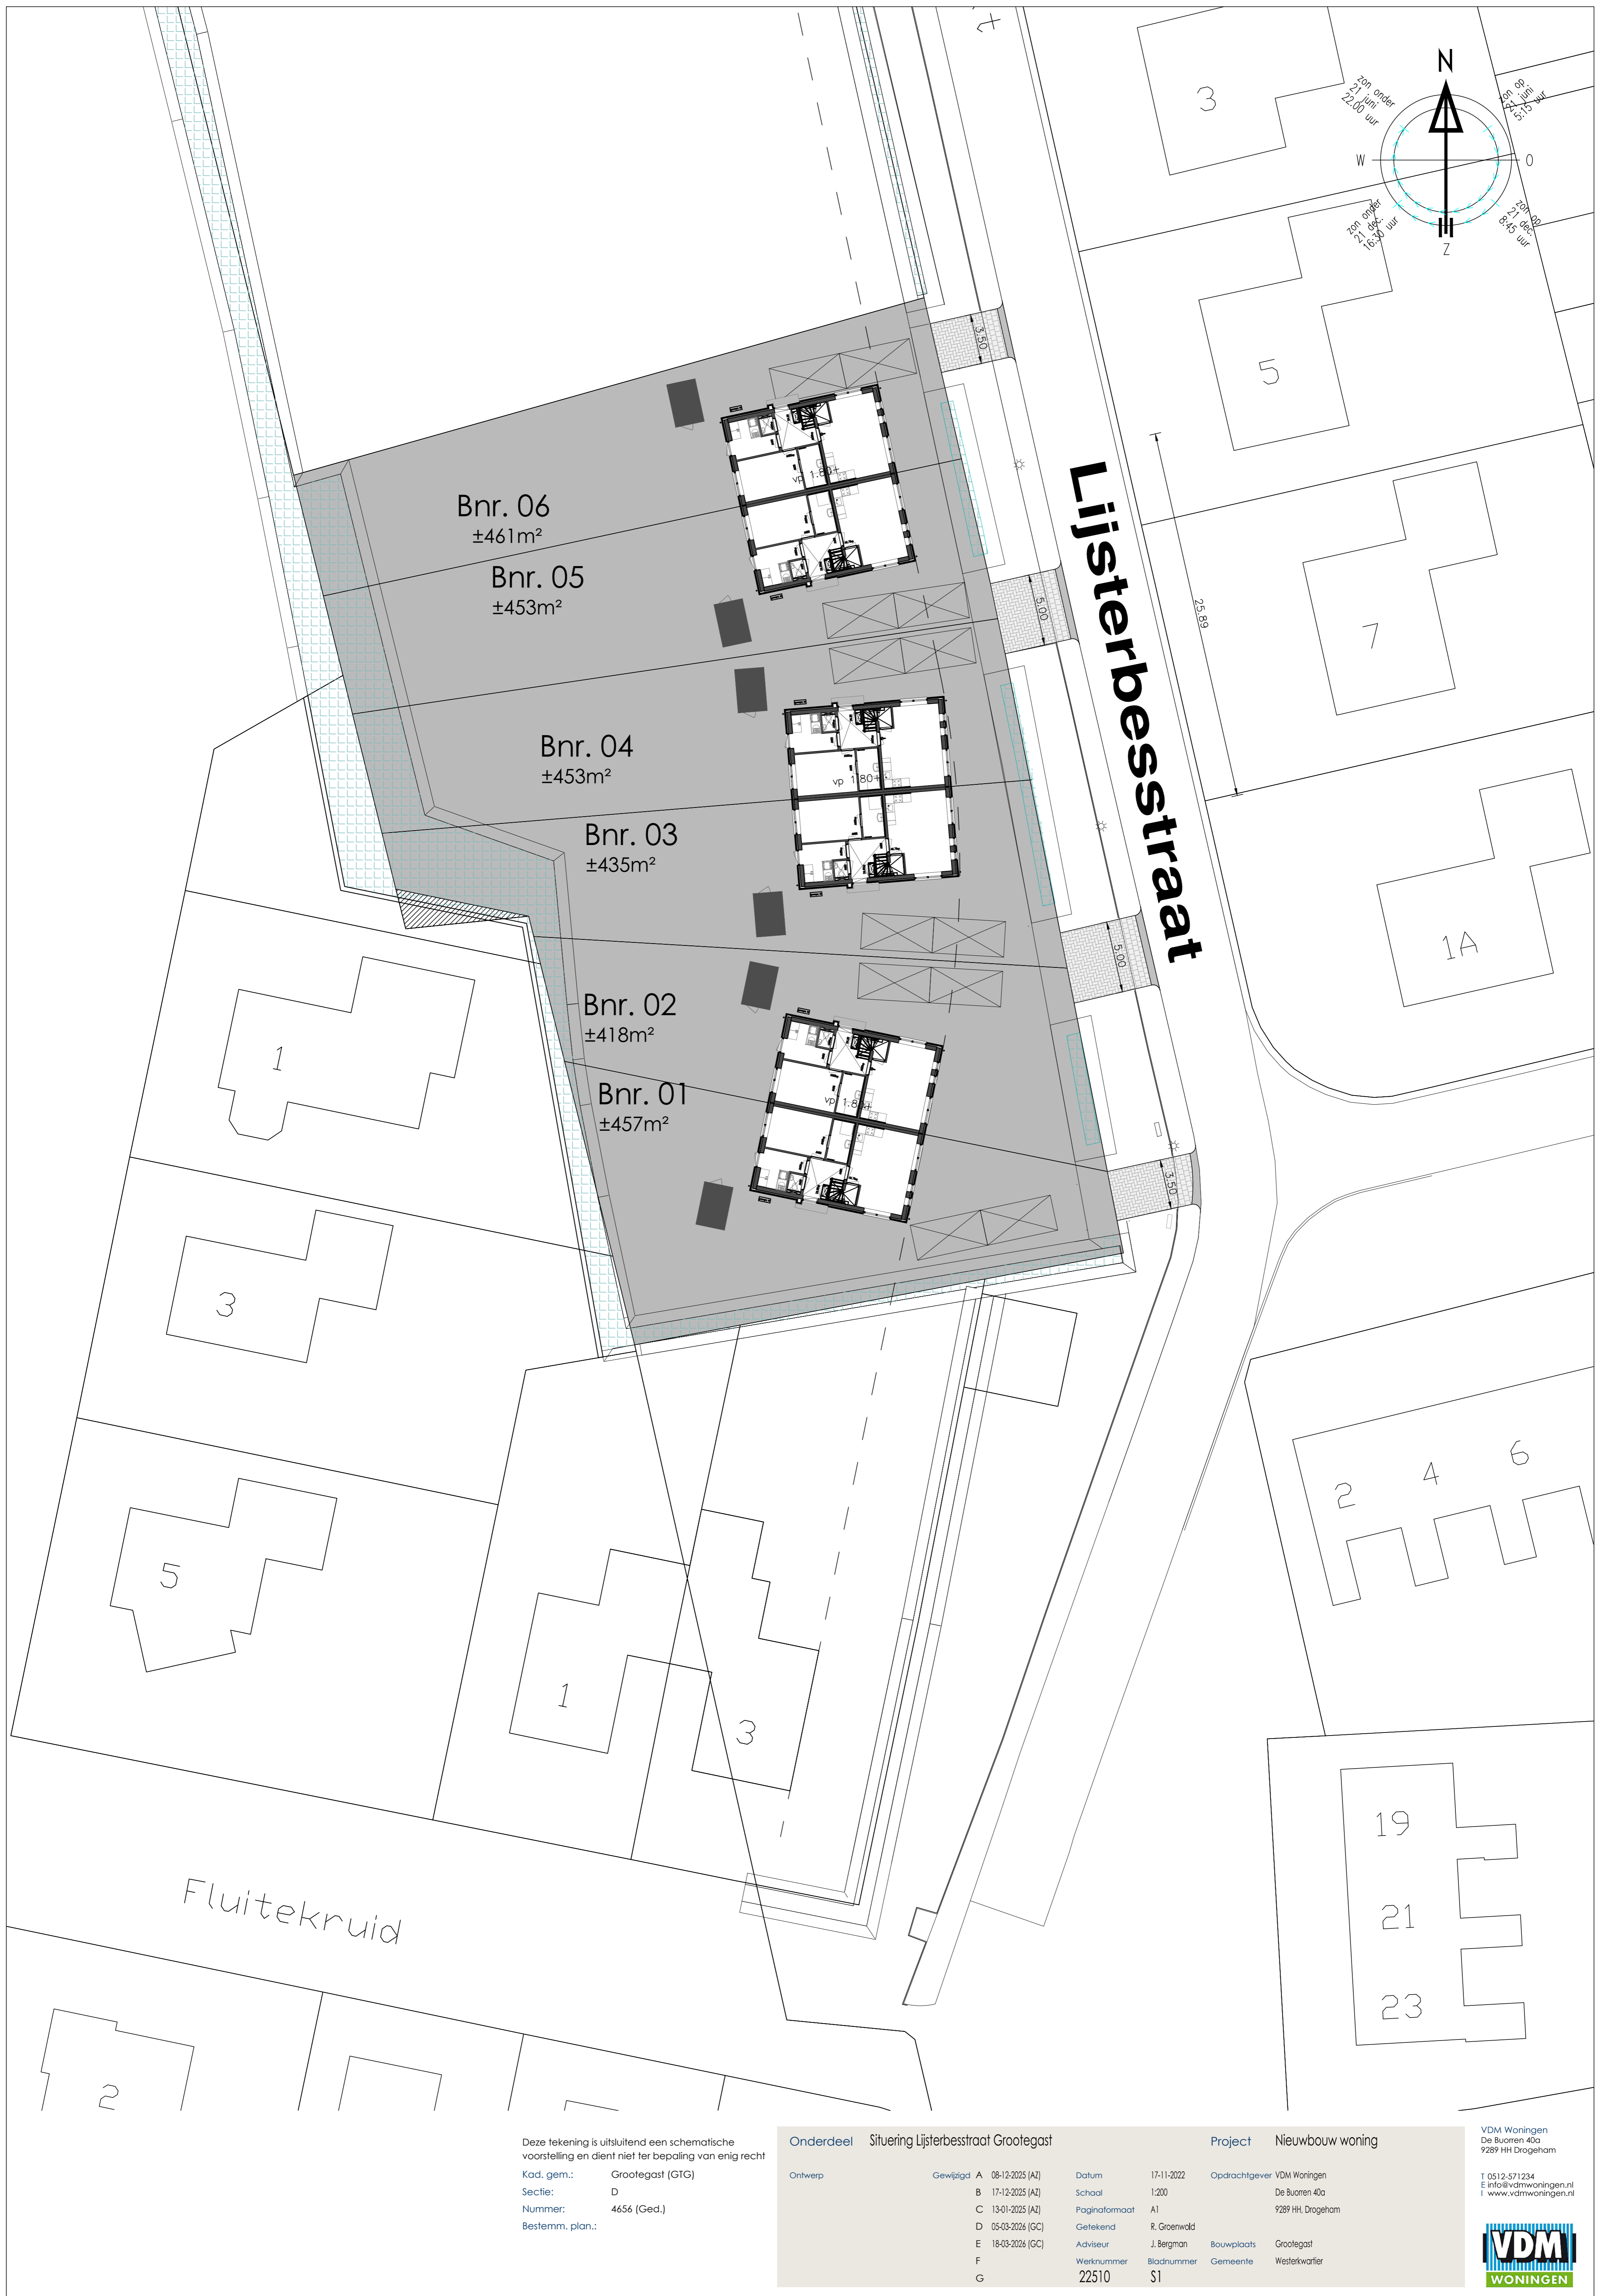 N
W
O
Z
zon onder
21 juni
22.00 uur
zon op
21 juni
5:15 uur
zon onder
21 dec.
16:30 uur
zon op
21 dec.
8:45 uur
3
5
7
1A
3.50
5.00
25.89
5.00
3.50
Lijsterbesstraat
Bnr. 06
±461m²
Bnr. 05
±453m²
Bnr. 04
±453m²
Bnr. 03
±435m²
Bnr. 02
±418m²
Bnr. 01
±457m²
vp 1.80+
vp 1.80+
vp 1.80+
1
3
5
1
3
2
4
6
19
21
23
Fluitekruid
2
Deze tekening is uitsluitend een schematische
voorstelling en dient niet ter bepaling van enig recht
Kad. gem.: Grootegast (GTG)
Sectie: D
Nummer: 4656 (Ged.)
Bestemm. plan.:
Onderdeel Situering Lijsterbesstraat Grootegast
Project Nieuwbouw woning
Ontwerp
Gewijzigd A 08-12-2025 (AZ)
B 17-12-2025 (AZ)
C 13-01-2025 (AZ)
D 05-03-2026 (GC)
E 18-03-2026 (GC)
F
G
Datum 17-11-2022
Schaal 1:200
Paginaformaat A1
Getekend R. Groenwold
Adviseur J. Bergman
Werknummer Bladnummer
22510 S1
Opdrachtgever VDM Woningen
De Buorren 40a
9289 HH, Drogeham
Bouwplaats Grootegast
Gemeente Westerkwartier
VDM Woningen
De Buorren 40a
9289 HH Drogeham
T 0512-571234
E info@vdmwoningen.nl
I www.vdmwoningen.nl
VDM
WONINGEN